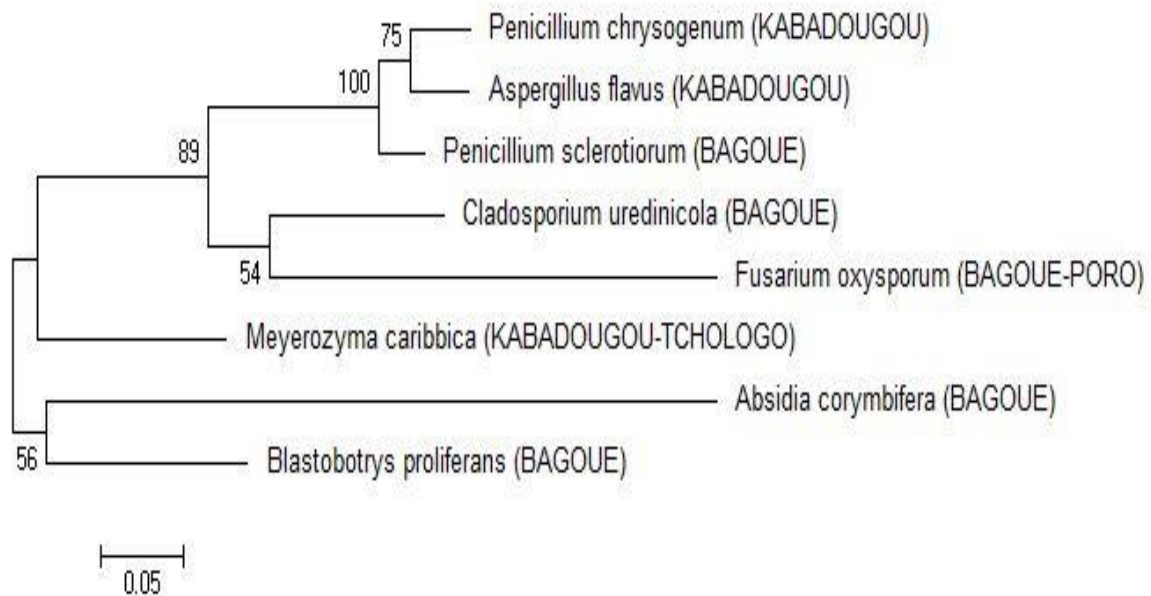 75
Penicillium chrysogenum (KABADOUGOU)
100
Aspergillus flavus (KABADOUGOU)
89
Penicillium sclerotiorum (BAGOUE)
Cladosporium uredinicola (BAGOUE)
54
Fusarium oxysporum (BAGOUE-PORO)
Meyerozyma caribbica (KABADOUGOU-TCHOLOGO)
Absidia corymbifera (BAGOUE)
56
Blastobotrys proliferans (BAGOUE)
0.05